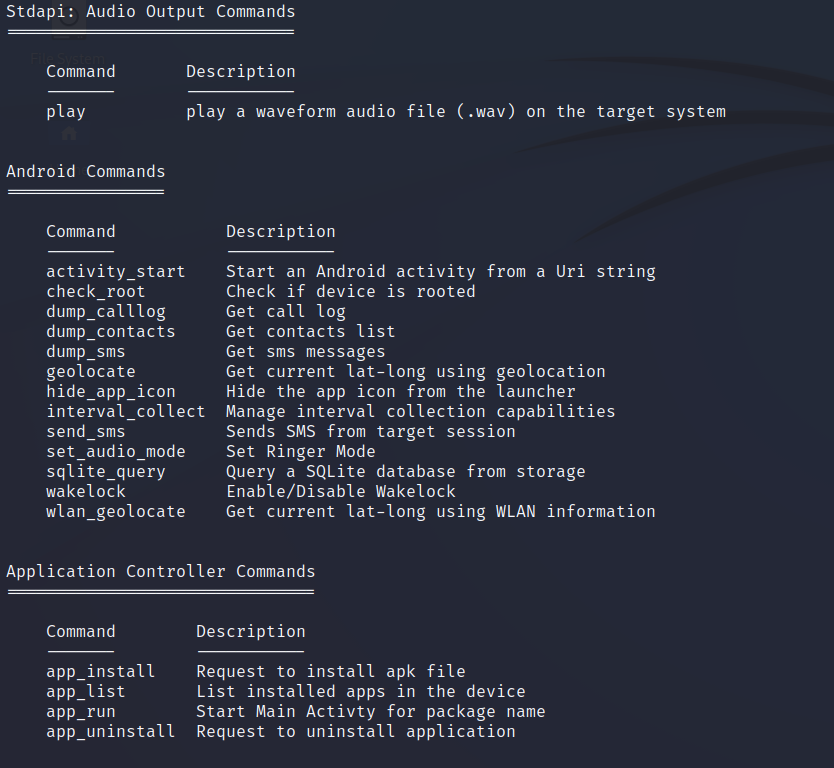 Stdapi: Audio Output Commands
=============================
Command Description
------- -----------
play play a waveform audio file (.wav) on the target system
Android Commands
================
Command Description
------- -----------
activity_start Start an Android activity from a Uri string
check_root Check if device is rooted
dump_calllog Get call log
dump_contacts Get contacts list
dump_sms Get sms messages
geolocate Get current lat-long using geolocation
hide_app_icon Hide the app icon from the launcher
interval_collect Manage interval collection capabilities
send_sms Sends SMS from target session
set_audio_mode Set Ringer Mode
sqlite_query Query a SQLite database from storage
wakelock Enable/Disable Wakelock
wlan_geolocate Get current lat-long using WLAN information
Application Controller Commands
===============================
Command Description
------- -----------
app_install Request to install apk file
app_list List installed apps in the device
app_run Start Main Activty for package name
app_uninstall Request to uninstall application